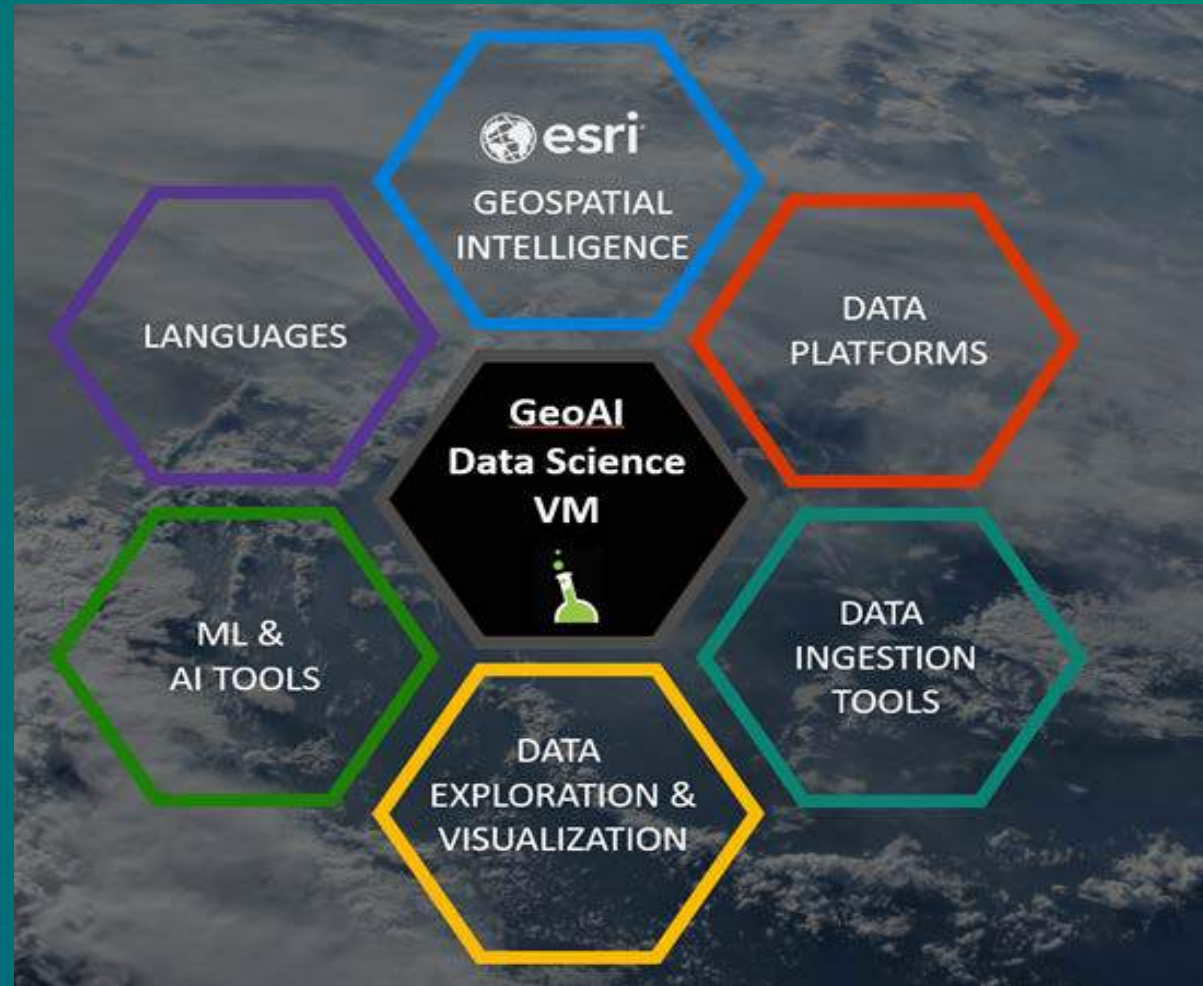 esri
GEOSPATIAL
INTELLIGENCE
LANGUAGES
DATA
PLATFORMS
GeoAI
Data Science
VM
ML &
AI TOOLS
DATA
INGESTION
TOOLS
DATA
EXPLORATION &
VISUALIZATION